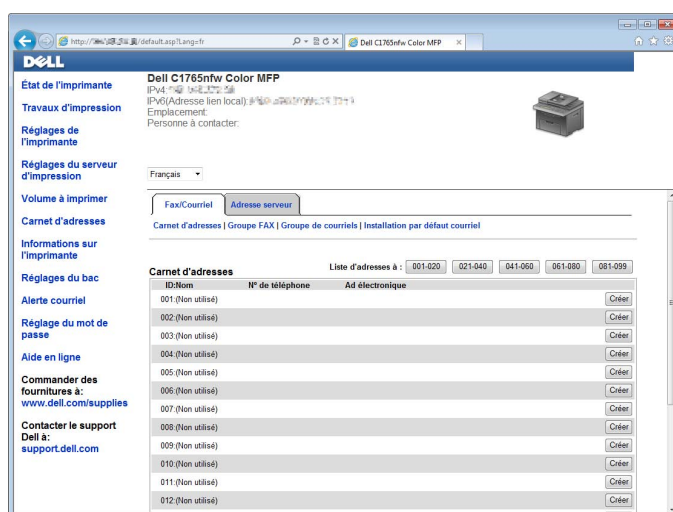 http:// /default.asp?Lang=fr
Dell C1765nfw Color MFP
DELL
État de l'imprimante
Travaux d'impression
Réglages de
l'imprimante
Réglages du serveur
d'impression
Volume à imprimer
Carnet d'adresses
Informations sur
l'imprimante
Réglages du bac
Alerte courriel
Réglage du mot de
passe
Aide en ligne
Commander des
fournitures à:
www.dell.com/supplies
Contacter le support
Dell à:
support.dell.com
Dell C1765nfw Color MFP
IPv4:
IPv6(Adresse lien local):
Emplacement:
Personne à contacter:
Français
Fax/Courriel Adresse serveur
Carnet d'adresses | Groupe FAX | Groupe de courriels | Installation par défaut courriel
Carnet d'adresses Liste d'adresses à : 001-020 021-040 041-060 061-080 081-099
ID:Nom N° de téléphone Ad électronique
001:(Non utilisé) Créer
002:(Non utilisé) Créer
003:(Non utilisé) Créer
004:(Non utilisé) Créer
005:(Non utilisé) Créer
006:(Non utilisé) Créer
007:(Non utilisé) Créer
008:(Non utilisé) Créer
009:(Non utilisé) Créer
010:(Non utilisé) Créer
011:(Non utilisé) Créer
012:(Non utilisé) Créer